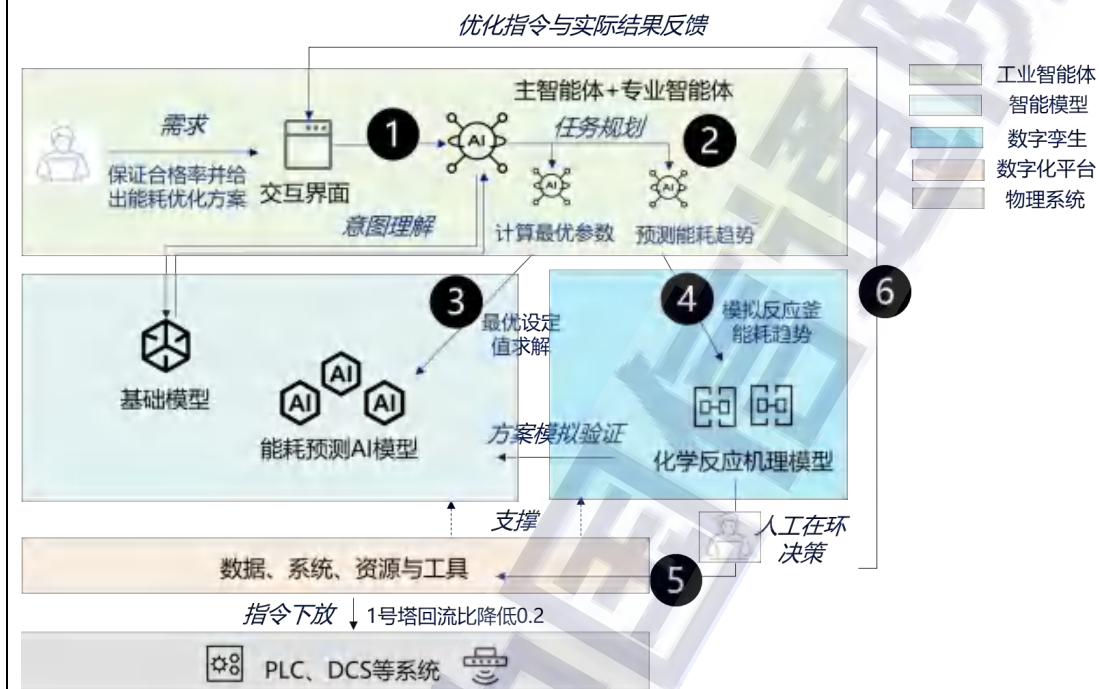 优化指令与实际结果反馈
工业智能体
智能模型
数字孪生
数字化平台
物理系统
主智能体+专业智能体
需求
保证合格率并给
出能耗优化方案
交互界面
1
AI
任务规划
2
AI
AI
意图理解
计算最优参数
预测能耗趋势
3
最优设定
值求解
4
模拟反应釜
能耗趋势
6
基础模型
AI
AI
AI
能耗预测AI模型
方案模拟验证
化学反应机理模型
支撑
人工在环
决策
数据、系统、资源与工具
5
指令下放
1号塔回流比降低0.2
PLC、DCS等系统